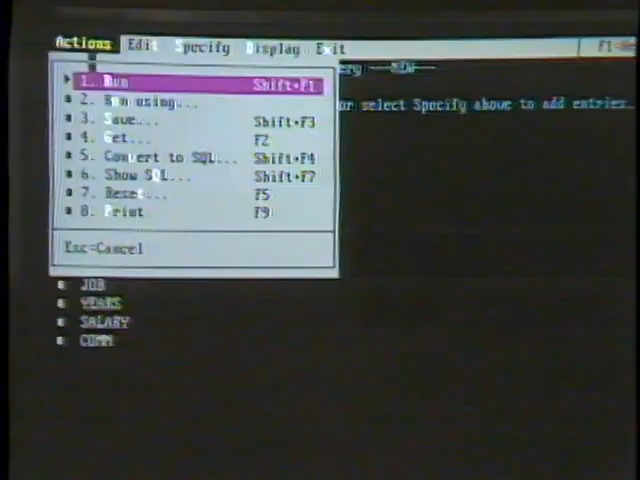 Actions Edit Specify Display Exit f1=
NEW
1. Run Shift+F1
2. Run using...
or select Specify above to add entries.
3. Save... Shift+F3
4. Get... F2
5. Convert to SQL... Shift+F4
6. Show SQL... Shift+F7
7. Reset... F5
8. Print F9
Esc=Cancel
JOB
YEARS
SALARY
COMM